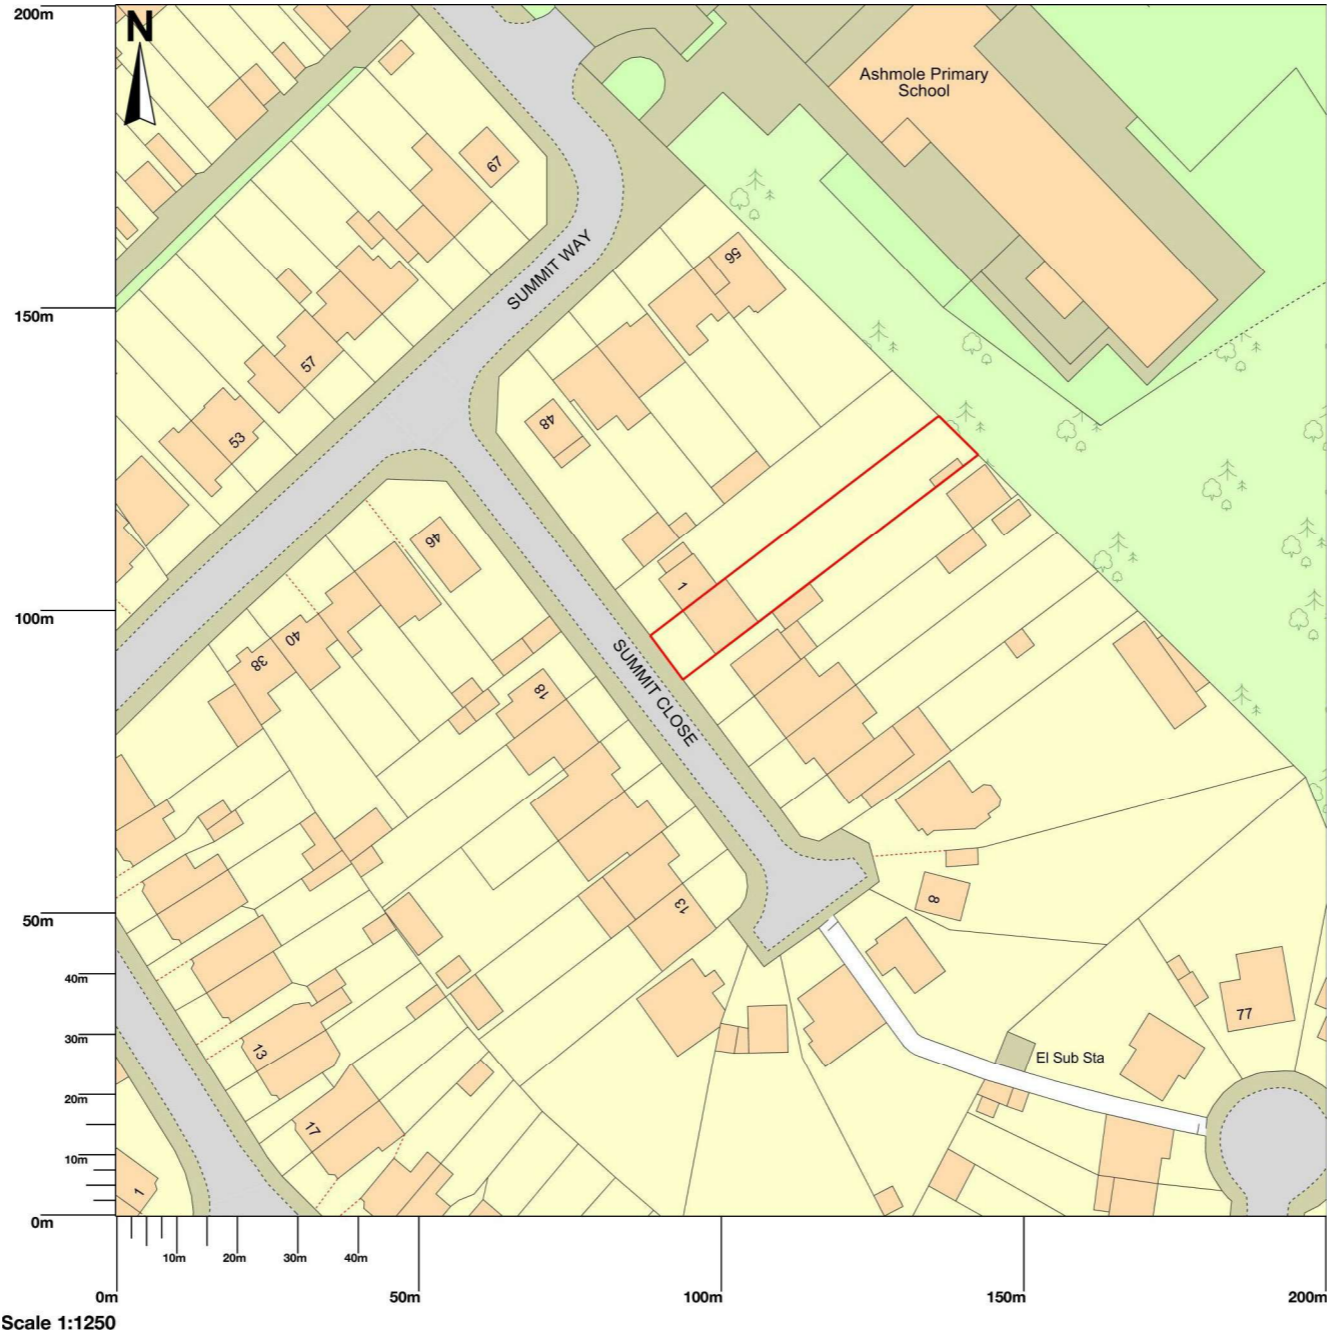 200m
N
Ashmole Primary
School
67
SUMMIT WAY
56
150m
57
53
48
46
1
100m
40
38
SUMMIT CLOSE
18
13
8
50m
40m
77
30m
13
El Sub Sta
20m
17
10m
1
0m
10m 20m 30m 40m
0m 50m 100m 150m 200m
Scale 1:1250